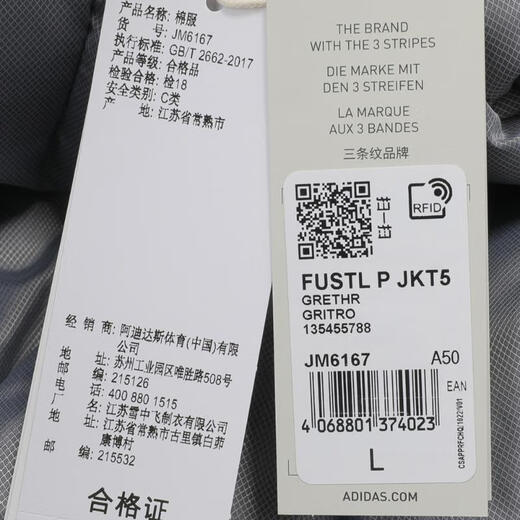 产品名称: 棉服
货 号: JM6167
执行标准: GB/T 2662-2017
产品等级: 合格品
检验合格: 检18
安全类别: C类
产 地: 江苏省常熟市
经 销 商: 阿迪达斯体育(中国)有限公司
地 址: 苏州工业园区唯胜路508号
邮 编: 215126
电 话: 400 880 1515
厂 名: 江苏雪中飞制衣有限公司
地 址: 江苏省常熟市古里镇白茆
康博村
邮 编: 215532
合格证
THE BRAND
WITH THE 3 STRIPES
DIE MARKE MIT
DEN 3 STREIFEN
LA MARQUE
AUX 3 BANDES
三条纹品牌
RFID
FUSTL P JKT5
GRETHR
GRITRO
135455788
JM6167 A50
EAN
4 068801 374023
L
CSAPPRFCHQ/1022V01
ADIDAS.COM